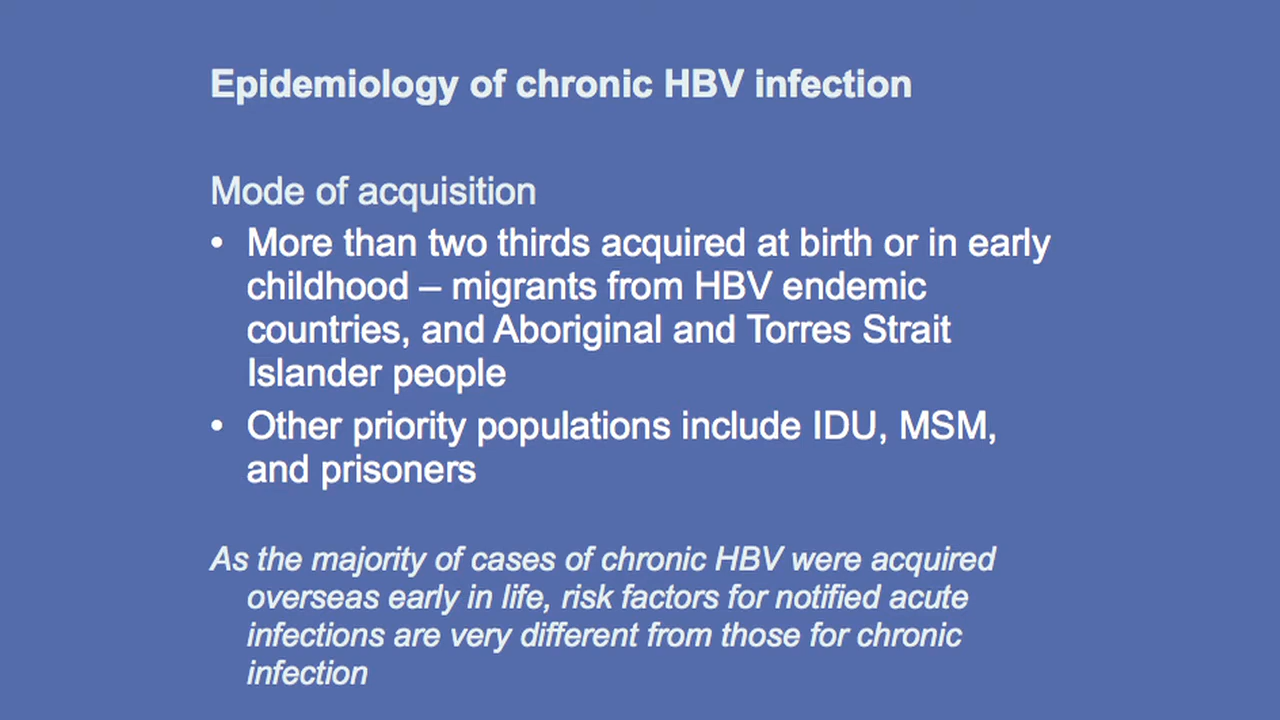 Epidemiology of chronic HBV infection
Mode of acquisition
• More than two thirds acquired at birth or in early
childhood – migrants from HBV endemic
countries, and Aboriginal and Torres Strait
Islander people
• Other priority populations include IDU, MSM,
and prisoners
As the majority of cases of chronic HBV were acquired
overseas early in life, risk factors for notified acute
infections are very different from those for chronic
infection